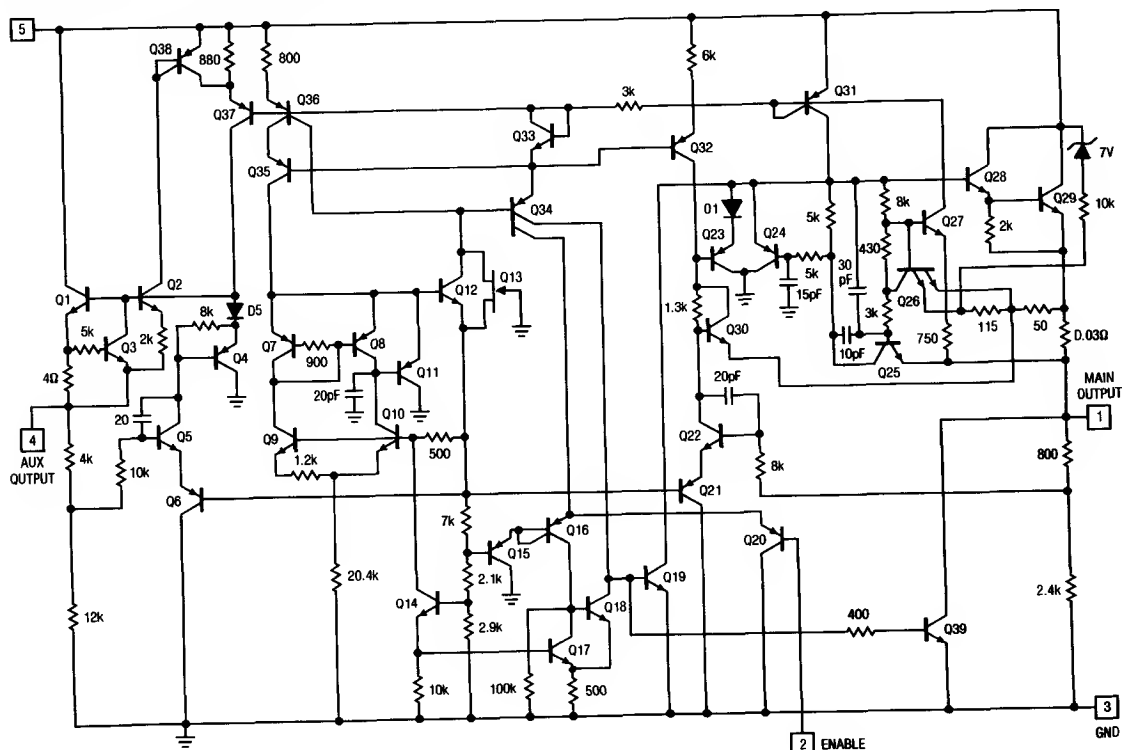 5
Q38
880
800
Q36
Q37
Q35
3k
Q33
6k
Q32
Q31
7V
Q28
Q29
10k
2k
Q34
D1
Q23
Q24
5k
5k
15pF
30
pF
8k
430
Q27
Q26
3k
10pF
Q25
750
115
50
0.03Ω
Q1
Q2
5k
Q3
2k
D5
8k
Q4
4Ω
20
4
AUX
OUTPUT
4k
10k
Q5
Q6
12k
Q7
900
Q8
20pF
Q11
Q12
Q13
Q9
Q10
1.2k
500
20.4k
7k
Q15
2.1k
2.9k
Q14
10k
Q16
Q17
Q18
100k
500
Q19
Q20
1.3k
Q30
20pF
Q22
8k
Q21
MAIN
OUTPUT
1
800
2.4k
400
Q39
3
GND
2
ENABLE